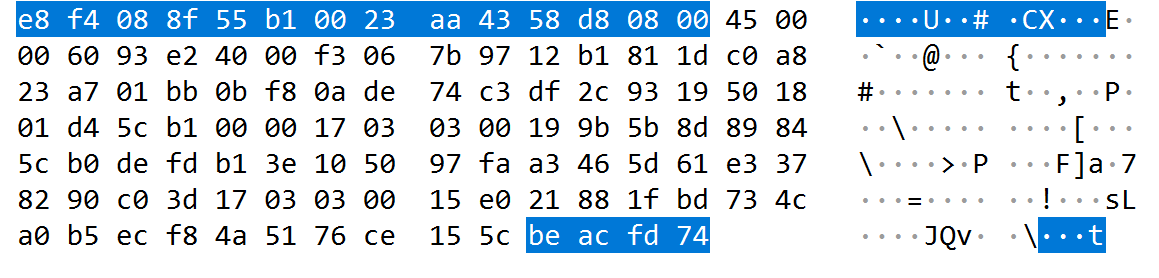 e8 f4 08 8f 55 b1 00 23 aa 43 58 d8 08 00 45 00 ····U··# ·CX···E·
00 60 93 e2 40 00 f3 06 7b 97 12 b1 81 1d c0 a8 ·`··@··· {·······
23 a7 01 bb 0b f8 0a de 74 c3 df 2c 93 19 50 18 #······· t··,··P·
01 d4 5c b1 00 00 17 03 03 00 19 9b 5b 8d 89 84 ··\····· ····[···
5c b0 de fd b1 3e 10 50 97 fa a3 46 5d 61 e3 37 \····>·P ···F]a·7
82 90 c0 3d 17 03 03 00 15 e0 21 88 1f bd 73 4c ···=···· ··!···sL
a0 b5 ec f8 4a 51 76 ce 15 5c be ac fd 74 ····JQv· ·\···t